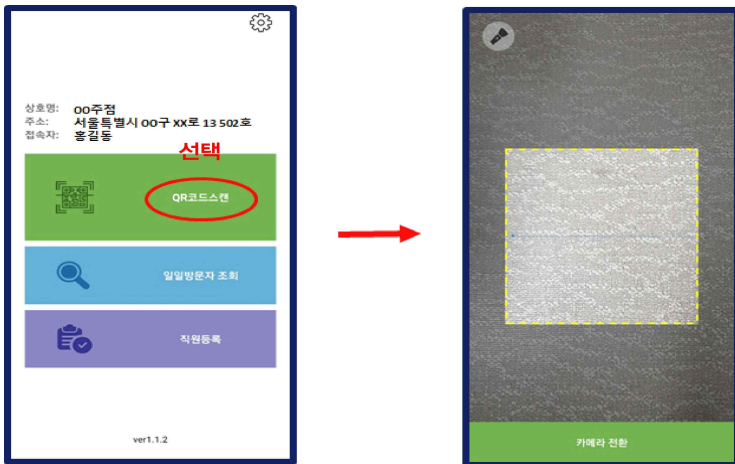 상호명: OO주점
주소: 서울특별시 OO구 XX로 13 502호
접속자: 홍길동
선택
QR코드스캔
일일방문자 조회
직원등록
ver1.1.2
카메라 전환